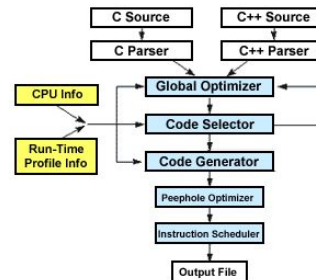 C Source
C++ Source
C Parser
C++ Parser
Global Optimizer
CPU Info
Code Selector
Run-Time
Profile Info
Code Generator
Peephole Optimizer
Instruction Scheduler
Output File